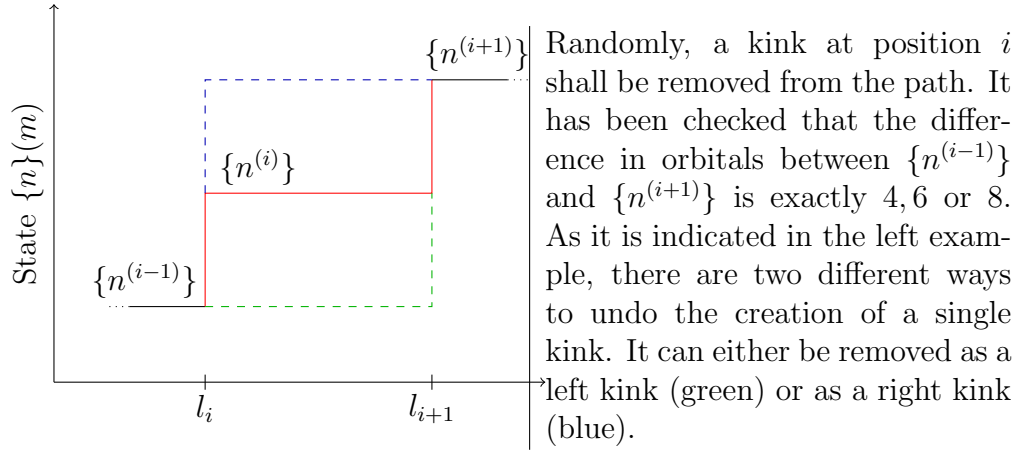 State {n}(m)
{n^(i+1)}
{n^(i)}
{n^(i−1)}
l_i
l_{i+1}
Randomly, a kink at position i
shall be removed from the path. It
has been checked that the differ-
ence in orbitals between {n^(i−1)}
and {n^(i+1)} is exactly 4, 6 or 8.
As it is indicated in the left exam-
ple, there are two different ways
to undo the creation of a single
kink. It can either be removed as a
left kink (green) or as a right kink
(blue).